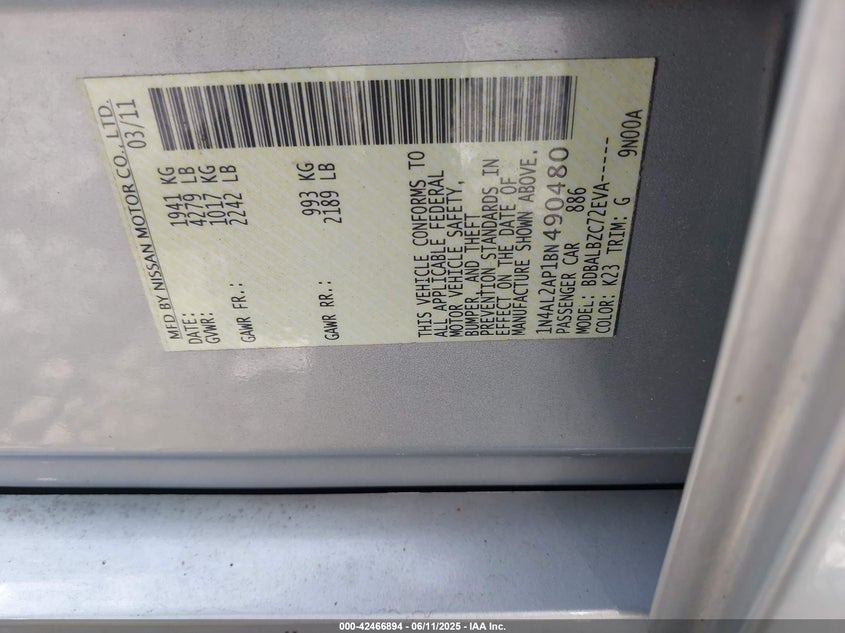 MFD BY NISSAN MOTOR CO., LTD.
DATE: 03/11
GVWR: 1941 KG
4279 LB
GAWR FR.: 1017 KG
2242 LB
GAWR RR.: 993 KG
2189 LB
THIS VEHICLE CONFORMS TO
ALL APPLICABLE FEDERAL
MOTOR VEHICLE SAFETY,
BUMPER, AND THEFT
PREVENTION STANDARDS IN
EFFECT ON THE DATE OF
MANUFACTURE SHOWN ABOVE.
1N4AL2AP1BN490480
PASSENGER CAR 886
MODEL: BDBALBZC72EVA-----
COLOR: K23 TRIM: G 9N00A
000-42466894 - 06/11/2025 - IAA Inc.